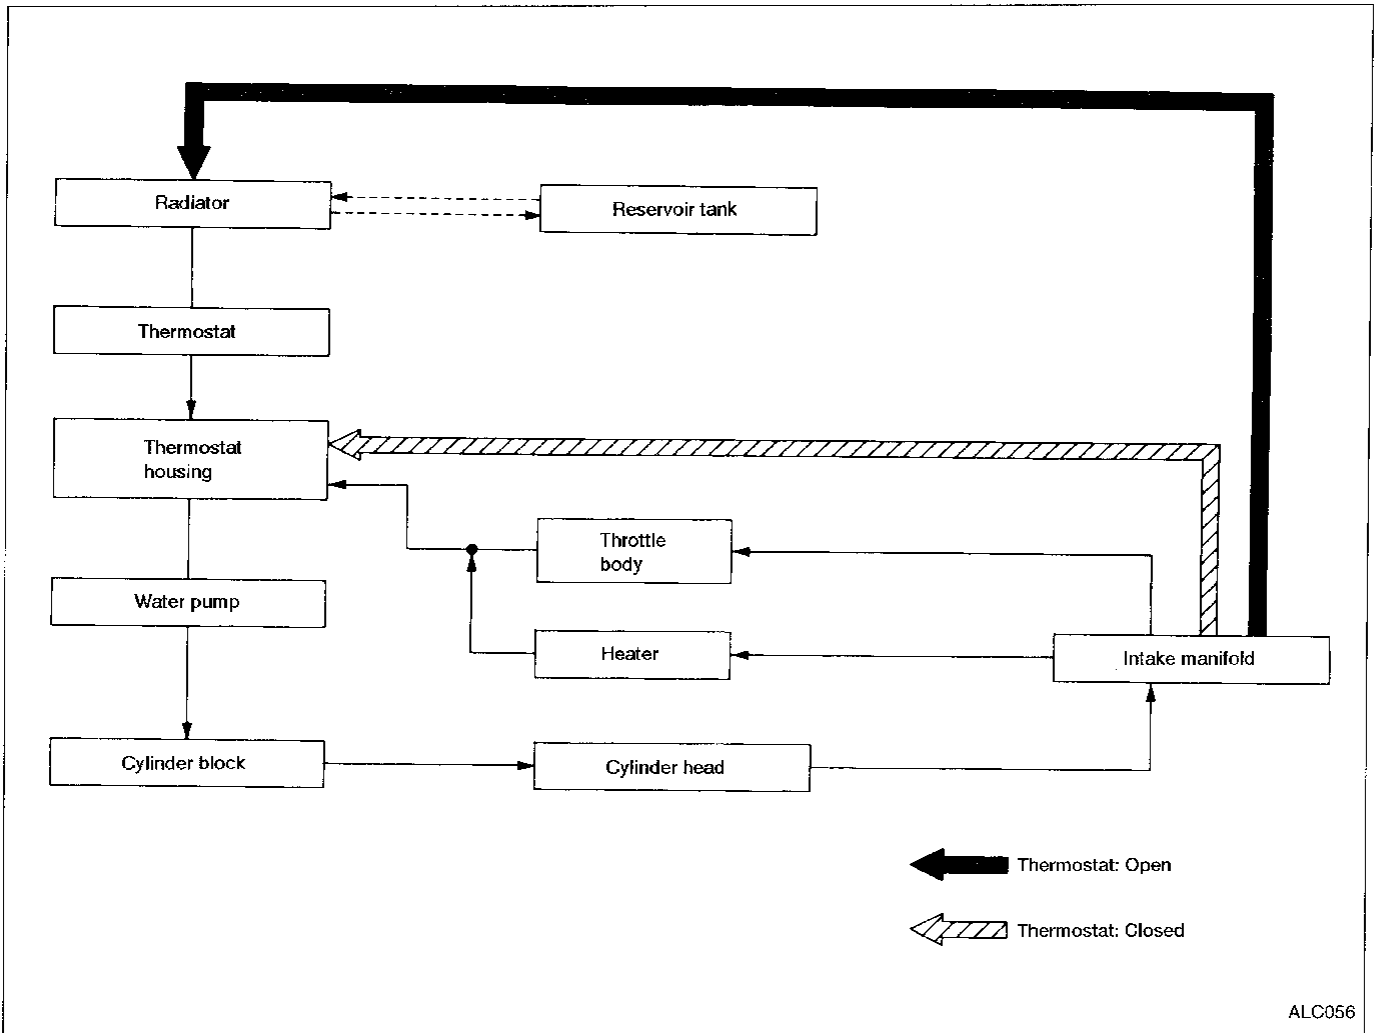 Radiator
Reservoir tank
Thermostat
Thermostat
housing
Throttle
body
Water pump
Heater
Intake manifold
Cylinder block
Cylinder head
Thermostat: Open
Thermostat: Closed
ALC056